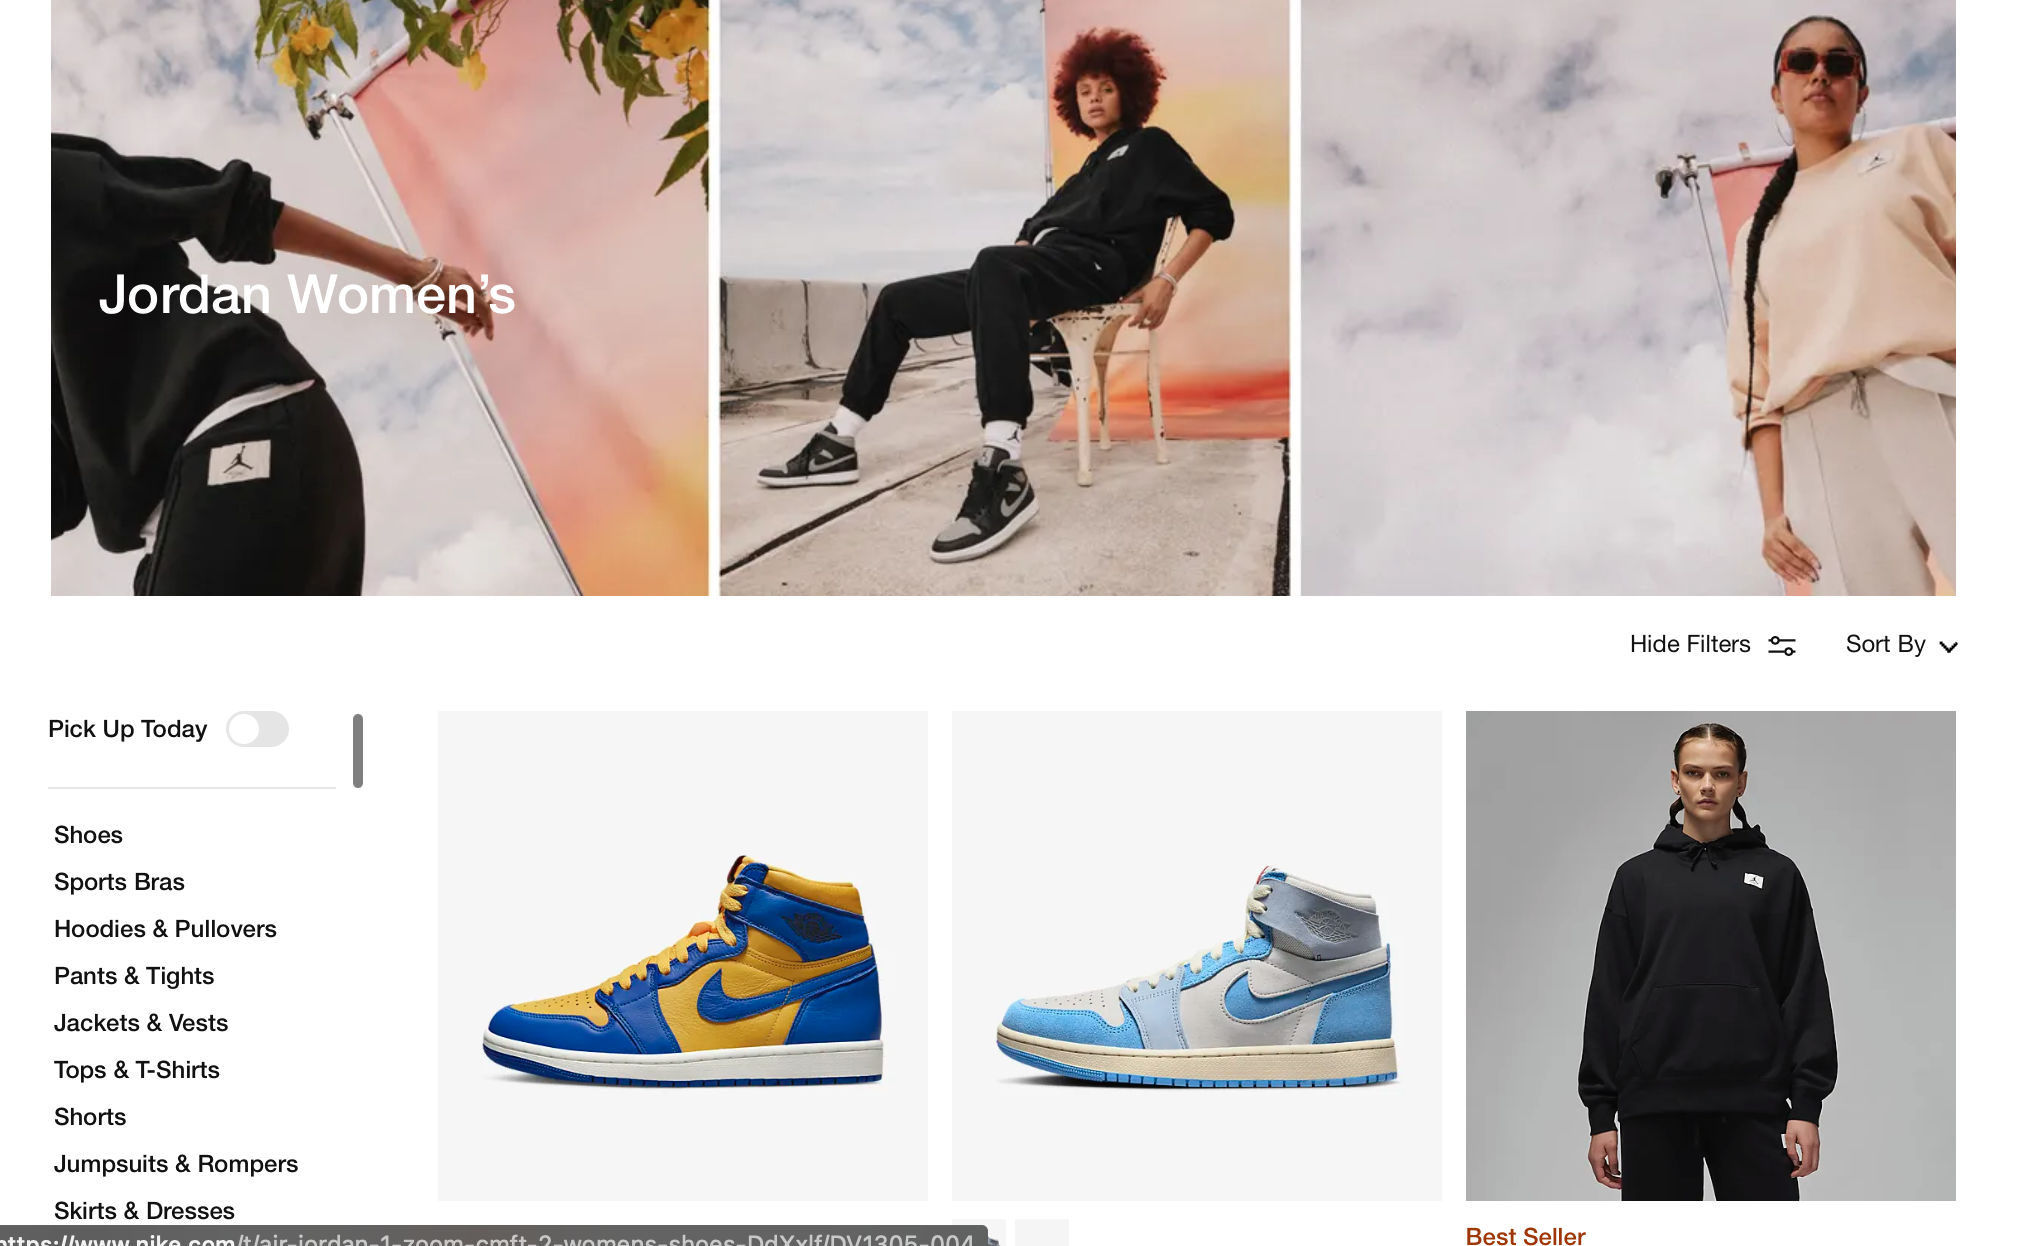 Jordan Women’s
Hide Filters
Sort By
Pick Up Today
Shoes
Sports Bras
Hoodies & Pullovers
Pants & Tights
Jackets & Vests
Tops & T-Shirts
Shorts
Jumpsuits & Rompers
Skirts & Dresses
Best Seller
https://www.nike.com/t/air-jordan-1-zoom-cmft-2-womens-shoes-DdXxlf/DV1305-004